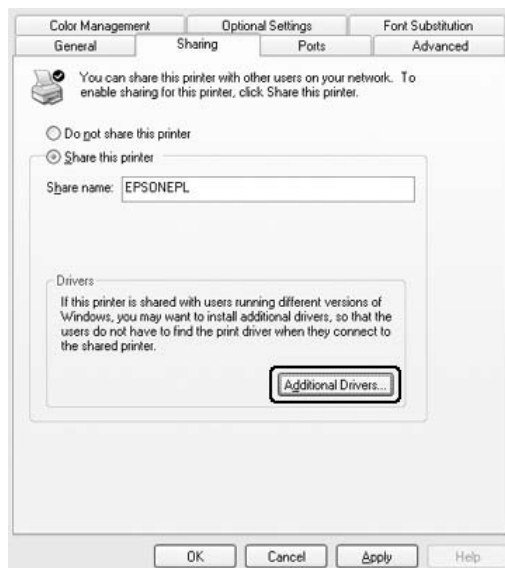 Color Management Optional Settings Font Substitution
General Sharing Ports Advanced
You can share this printer with other users on your network. To
enable sharing for this printer, click Share this printer.
Do not share this printer
Share this printer
Share name: EPSONEPL
Drivers
If this printer is shared with users running different versions of
Windows, you may want to install additional drivers, so that the
users do not have to find the print driver when they connect to
the shared printer.
Additional Drivers...
OK Cancel Apply Help